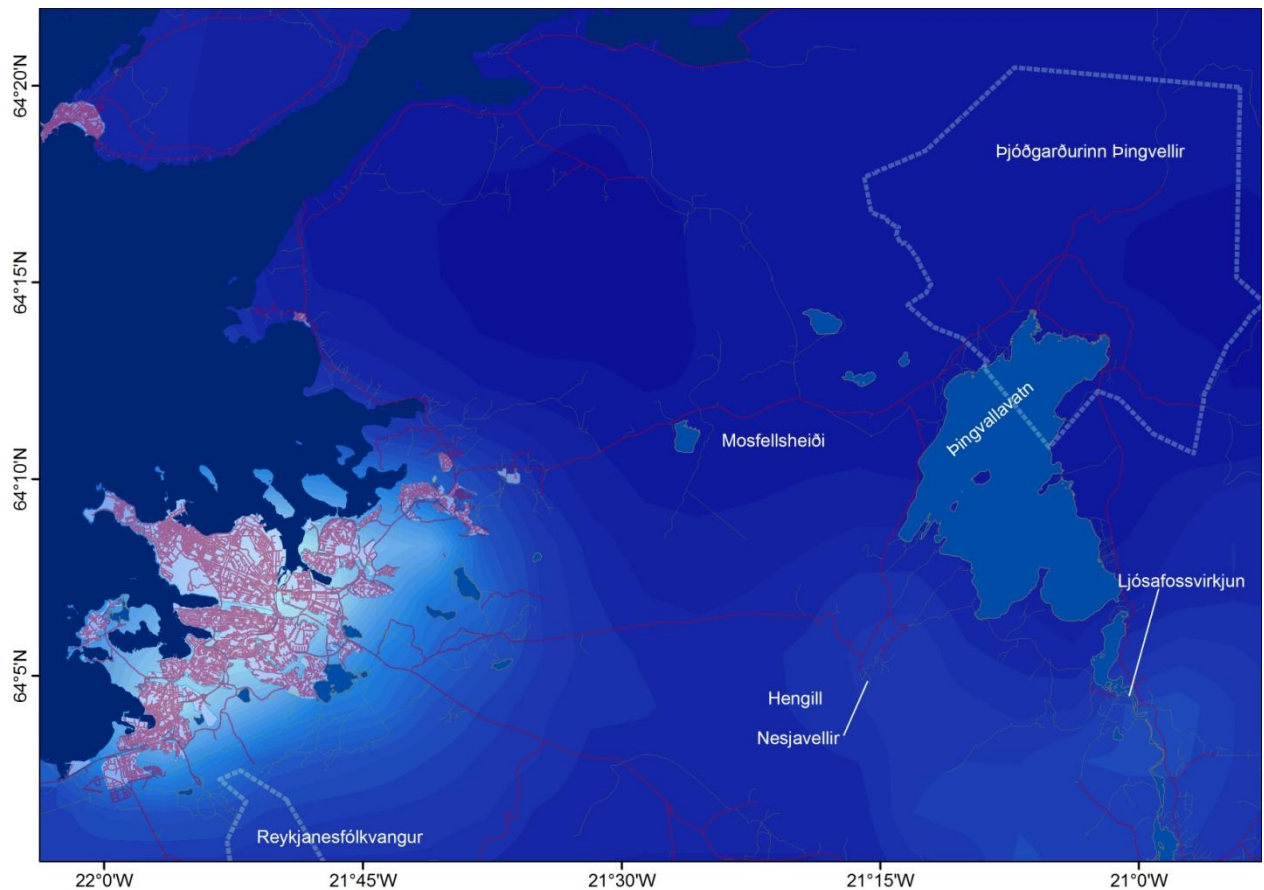 64°20'N
Þjóðgarðurinn Þingvellir
64°15'N
Þingvallavatn
Mosfellsheiði
64°10'N
Ljósafossvirkjun
64°5'N
Hengill
Nesjavellir
Reykjanesfólkvangur
22°0'W
21°45'W
21°30'W
21°15'W
21°0'W